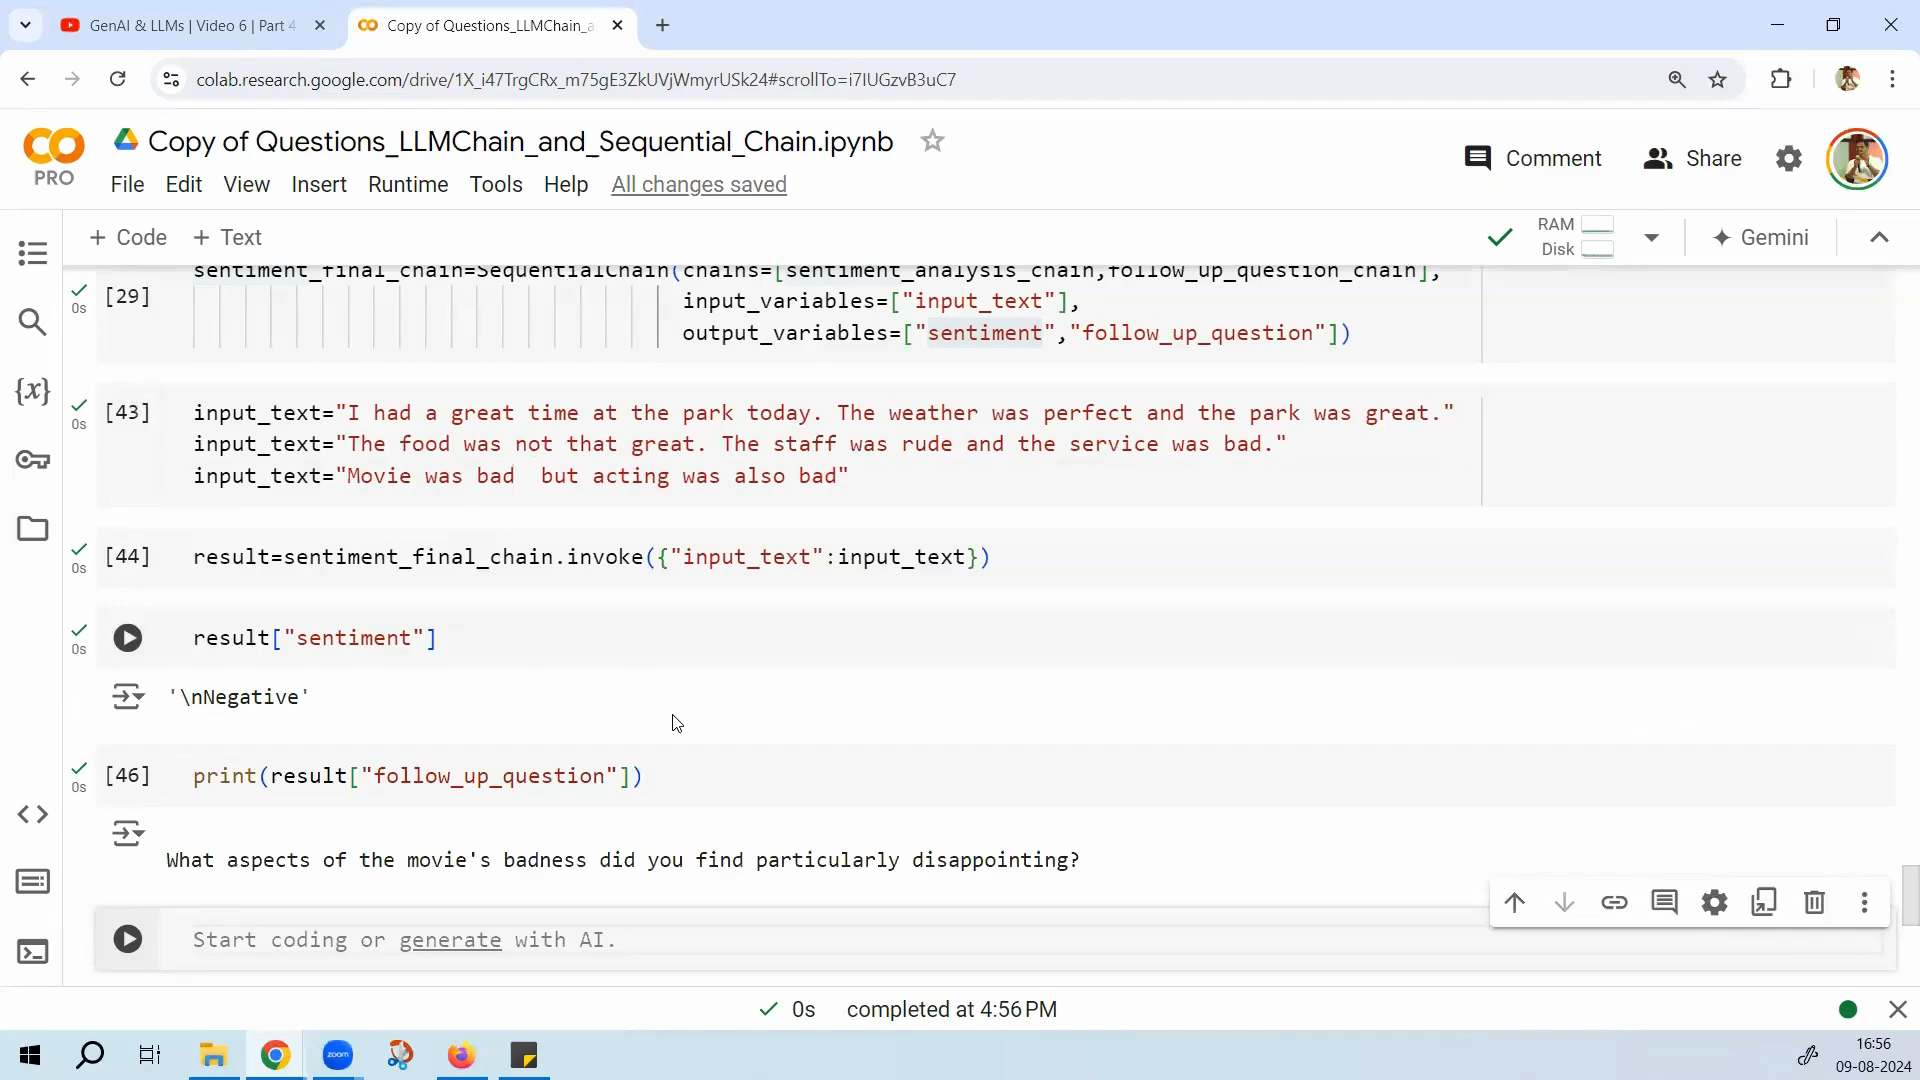 GenAI & LLMs | Video 6 | Part 4
Copy of Questions_LLMChain_a
colab.research.google.com/drive/1X_i47TrgCRx_m75gE3ZkUVjWmyrUSk24#scrollTo=i7IUGzvB3uC7
CO
PRO
Copy of Questions_LLMChain_and_Sequential_Chain.ipynb
File Edit View Insert Runtime Tools Help All changes saved
Comment
Share
+ Code + Text
RAM
Disk
Gemini
sentiment_final_chain=SequentialChain(chains=[sentiment_analysis_chain,follow_up_question_chain],
0s [29] input_variables=["input_text"],
output_variables=["sentiment","follow_up_question"])
0s [43] input_text="I had a great time at the park today. The weather was perfect and the park was great."
input_text="The food was not that great. The staff was rude and the service was bad."
input_text="Movie was bad  but acting was also bad"
0s [44] result=sentiment_final_chain.invoke({"input_text":input_text})
0s result["sentiment"]
'\nNegative'
0s [46] print(result["follow_up_question"])
What aspects of the movie's badness did you find particularly disappointing?
Start coding or generate with AI.
0s completed at 4:56 PM
zoom
16:56
09-08-2024